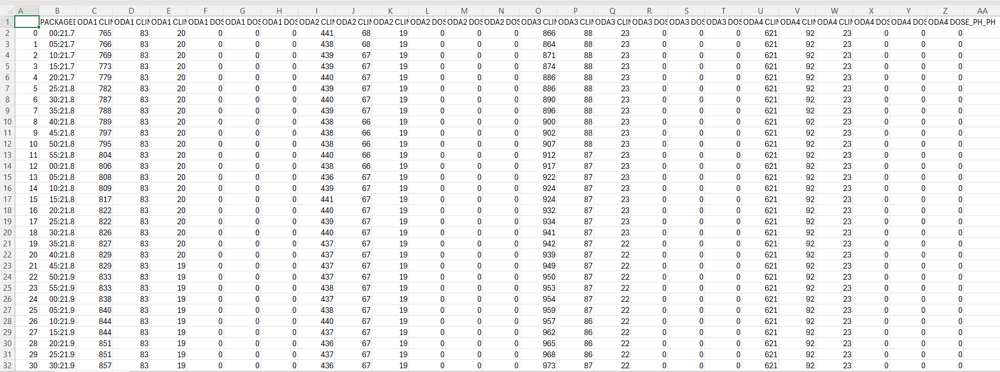 A B C D E F G H I J K L M N O P Q R S T U V W X Y Z AA
1 PACKAGED ODA1 CLIN ODA1 CLIN ODA1 CLIN ODA1 DOS ODA1 DOS ODA1 DOS ODA2 CLIN ODA2 CLIN ODA2 CLIN ODA2 DOS ODA2 DOS ODA2 DOS ODA3 CLIN ODA3 CLIN ODA3 CLIN ODA3 DOS ODA3 DOS ODA3 DOS ODA4 CLIN ODA4 CLIN ODA4 CLIN ODA4 DOS ODA4 DOS ODA4 DOSE_PH_PH
2 0 00:21.7 765 83 20 0 0 0 441 68 19 0 0 0 866 88 23 0 0 0 621 92 23 0 0 0
3 1 05:21.7 766 83 20 0 0 0 438 68 19 0 0 0 864 88 23 0 0 0 621 92 23 0 0 0
4 2 10:21.7 769 83 20 0 0 0 439 67 19 0 0 0 871 88 23 0 0 0 621 92 23 0 0 0
5 3 15:21.7 773 83 20 0 0 0 439 67 19 0 0 0 874 88 23 0 0 0 621 92 23 0 0 0
6 4 20:21.7 779 83 20 0 0 0 440 67 19 0 0 0 886 88 23 0 0 0 621 92 23 0 0 0
7 5 25:21.8 782 83 20 0 0 0 439 67 19 0 0 0 886 88 23 0 0 0 621 92 23 0 0 0
8 6 30:21.8 787 83 20 0 0 0 440 67 19 0 0 0 890 88 23 0 0 0 621 92 23 0 0 0
9 7 35:21.8 788 83 20 0 0 0 439 67 19 0 0 0 896 88 23 0 0 0 621 92 23 0 0 0
10 8 40:21.8 789 83 20 0 0 0 438 66 19 0 0 0 900 88 23 0 0 0 621 92 23 0 0 0
11 9 45:21.8 797 83 20 0 0 0 438 66 19 0 0 0 902 88 23 0 0 0 621 92 23 0 0 0
12 10 50:21.8 795 83 20 0 0 0 438 66 19 0 0 0 907 88 23 0 0 0 621 92 23 0 0 0
13 11 55:21.8 804 83 20 0 0 0 440 66 19 0 0 0 912 87 23 0 0 0 621 92 23 0 0 0
14 12 00:21.8 806 83 20 0 0 0 438 66 19 0 0 0 917 87 23 0 0 0 621 92 23 0 0 0
15 13 05:21.8 808 83 20 0 0 0 436 67 19 0 0 0 922 87 23 0 0 0 621 92 23 0 0 0
16 14 10:21.8 809 83 20 0 0 0 439 67 19 0 0 0 924 87 23 0 0 0 621 92 23 0 0 0
17 15 15:21.8 817 83 20 0 0 0 441 67 19 0 0 0 924 87 23 0 0 0 621 92 23 0 0 0
18 16 20:21.8 822 83 20 0 0 0 440 67 19 0 0 0 932 87 23 0 0 0 621 92 23 0 0 0
19 17 25:21.8 822 83 20 0 0 0 439 67 19 0 0 0 934 87 23 0 0 0 621 92 23 0 0 0
20 18 30:21.8 826 83 20 0 0 0 440 67 19 0 0 0 941 87 23 0 0 0 621 92 23 0 0 0
21 19 35:21.8 827 83 20 0 0 0 437 67 19 0 0 0 942 87 22 0 0 0 621 92 23 0 0 0
22 20 40:21.8 829 83 20 0 0 0 437 67 19 0 0 0 939 87 22 0 0 0 621 92 23 0 0 0
23 21 45:21.8 829 83 19 0 0 0 437 67 19 0 0 0 949 87 22 0 0 0 621 92 23 0 0 0
24 22 50:21.9 833 83 19 0 0 0 437 67 19 0 0 0 950 87 22 0 0 0 621 92 23 0 0 0
25 23 55:21.9 833 83 19 0 0 0 438 67 19 0 0 0 953 87 22 0 0 0 621 92 23 0 0 0
26 24 00:21.9 838 83 19 0 0 0 437 67 19 0 0 0 954 87 22 0 0 0 621 92 23 0 0 0
27 25 05:21.9 840 83 19 0 0 0 438 67 19 0 0 0 959 87 22 0 0 0 621 92 23 0 0 0
28 26 10:21.9 844 83 19 0 0 0 440 67 19 0 0 0 957 86 22 0 0 0 621 92 23 0 0 0
29 27 15:21.9 844 83 19 0 0 0 437 67 19 0 0 0 962 86 22 0 0 0 621 92 23 0 0 0
30 28 20:21.9 851 83 19 0 0 0 436 67 19 0 0 0 965 86 22 0 0 0 621 92 23 0 0 0
31 29 25:21.9 851 83 19 0 0 0 437 67 19 0 0 0 968 86 22 0 0 0 621 92 23 0 0 0
32 30 30:21.9 857 83 19 0 0 0 436 67 19 0 0 0 973 87 22 0 0 0 621 92 23 0 0 0